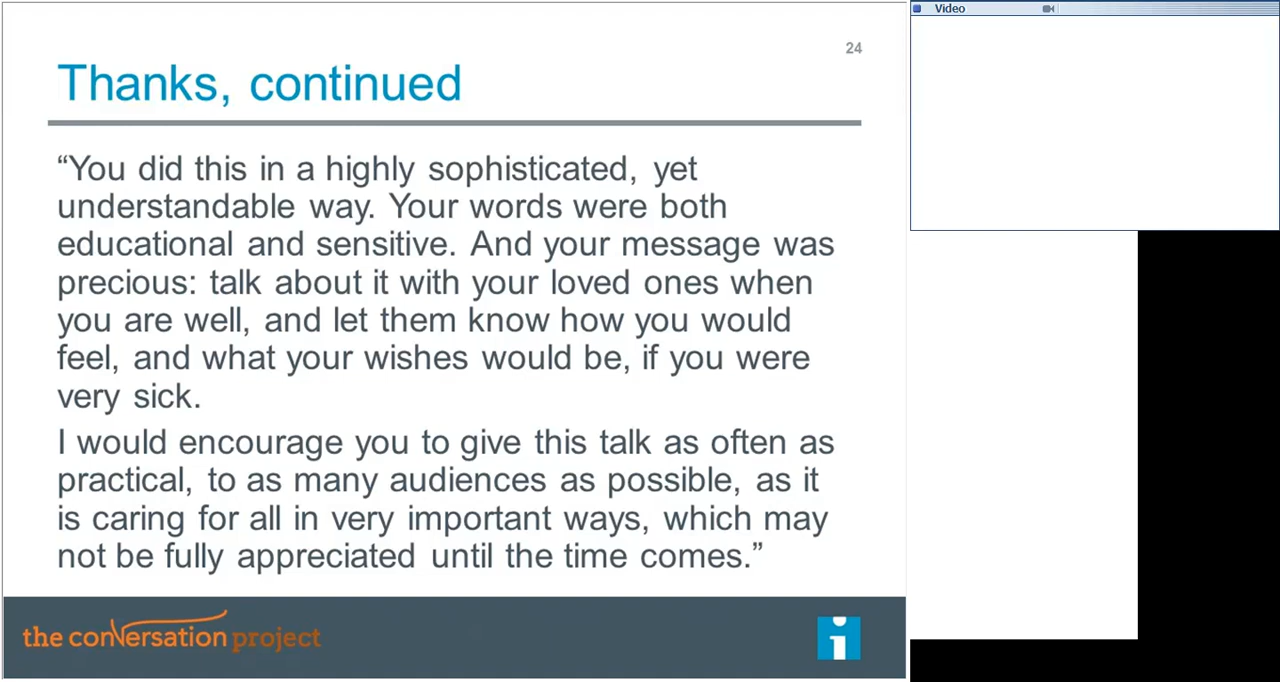 Video
24
Thanks, continued
“You did this in a highly sophisticated, yet
understandable way. Your words were both
educational and sensitive. And your message was
precious: talk about it with your loved ones when
you are well, and let them know how you would
feel, and what your wishes would be, if you were
very sick.
I would encourage you to give this talk as often as
practical, to as many audiences as possible, as it
is caring for all in very important ways, which may
not be fully appreciated until the time comes.”
the conversation project
i